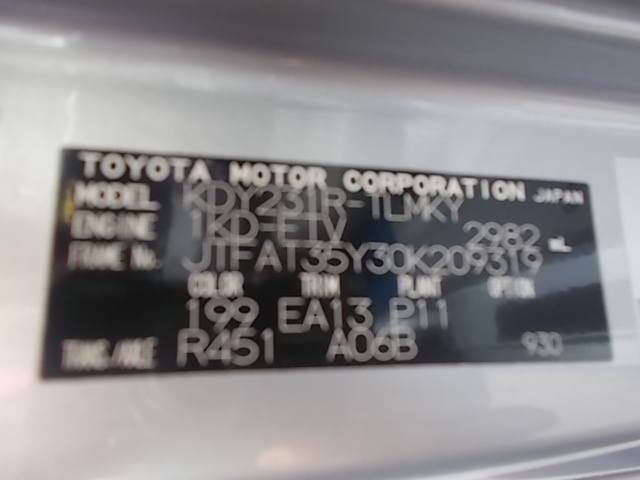 TOYOTA MOTOR CORPORATION JAPAN
MODEL KDY231R-TLMKY
ENGINE 1KD-FTV 2982 mL
FRAME No. JTFAT35Y30K209319
COLOR TRIM PLANT OPTION
199 EA13 P11
TRANS/AXLE R451 A06B 930